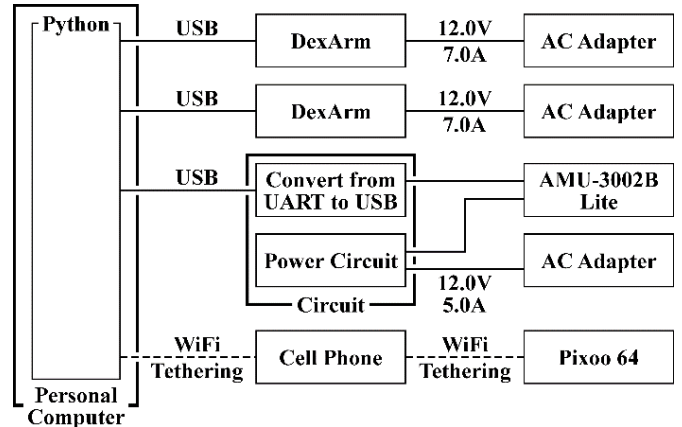 Python
USB
DexArm
12.0V
7.0A
AC Adapter
USB
DexArm
12.0V
7.0A
AC Adapter
USB
Convert from
UART to USB
AMU-3002B
Lite
Power Circuit
AC Adapter
12.0V
5.0A
Circuit
WiFi
Tethering
Cell Phone
WiFi
Tethering
Pixoo 64
Personal
Computer